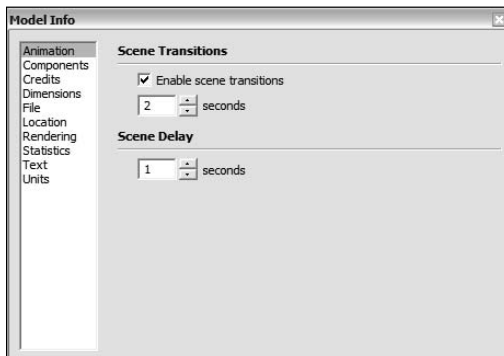 Model Info
Animation
Components
Credits
Dimensions
File
Location
Rendering
Statistics
Text
Units
Scene Transitions
Enable scene transitions
2 seconds
Scene Delay
1 seconds